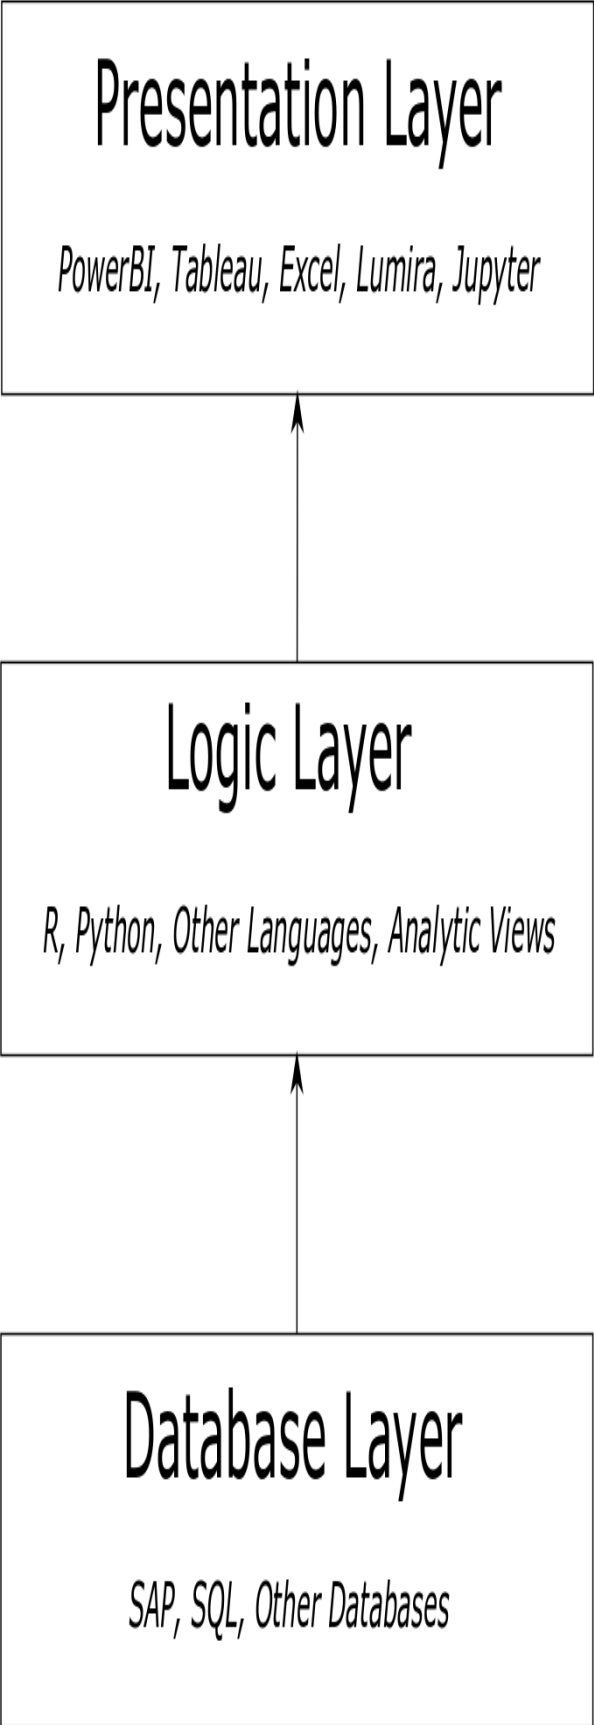 Presentation Layer
PowerBI, Tableau, Excel, Lumira, Jupyter
Logic Layer
R, Python, Other Languages, Analytic Views
Database Layer
SAP, SQL, Other Databases